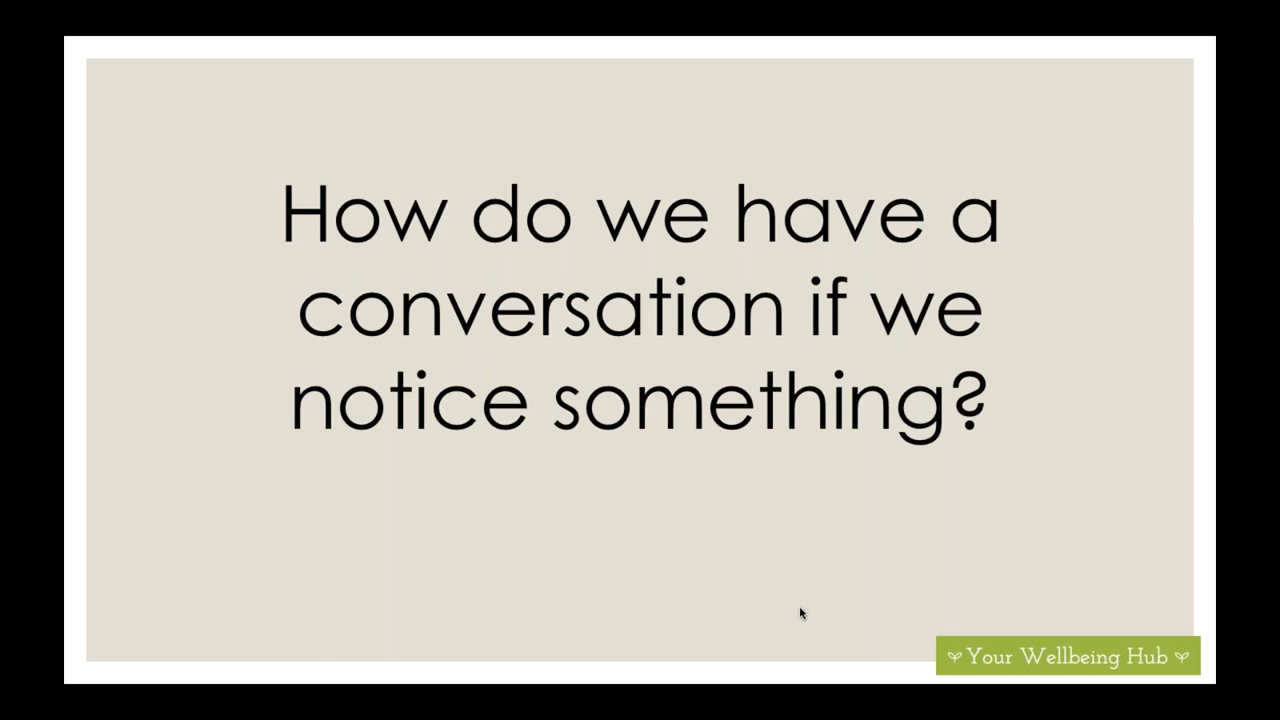 How do we have a
conversation if we
notice something?
Your Wellbeing Hub